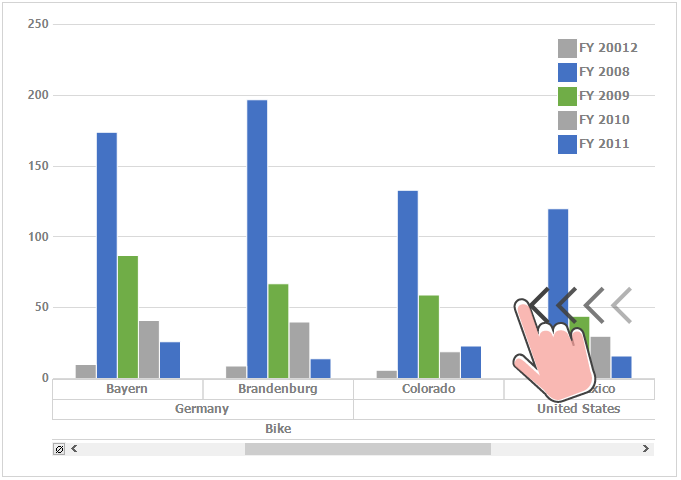 250
200
150
100
50
0
FY 20012
FY 2008
FY 2009
FY 2010
FY 2011
Bayern Brandenburg Colorado
Germany United States
Bike